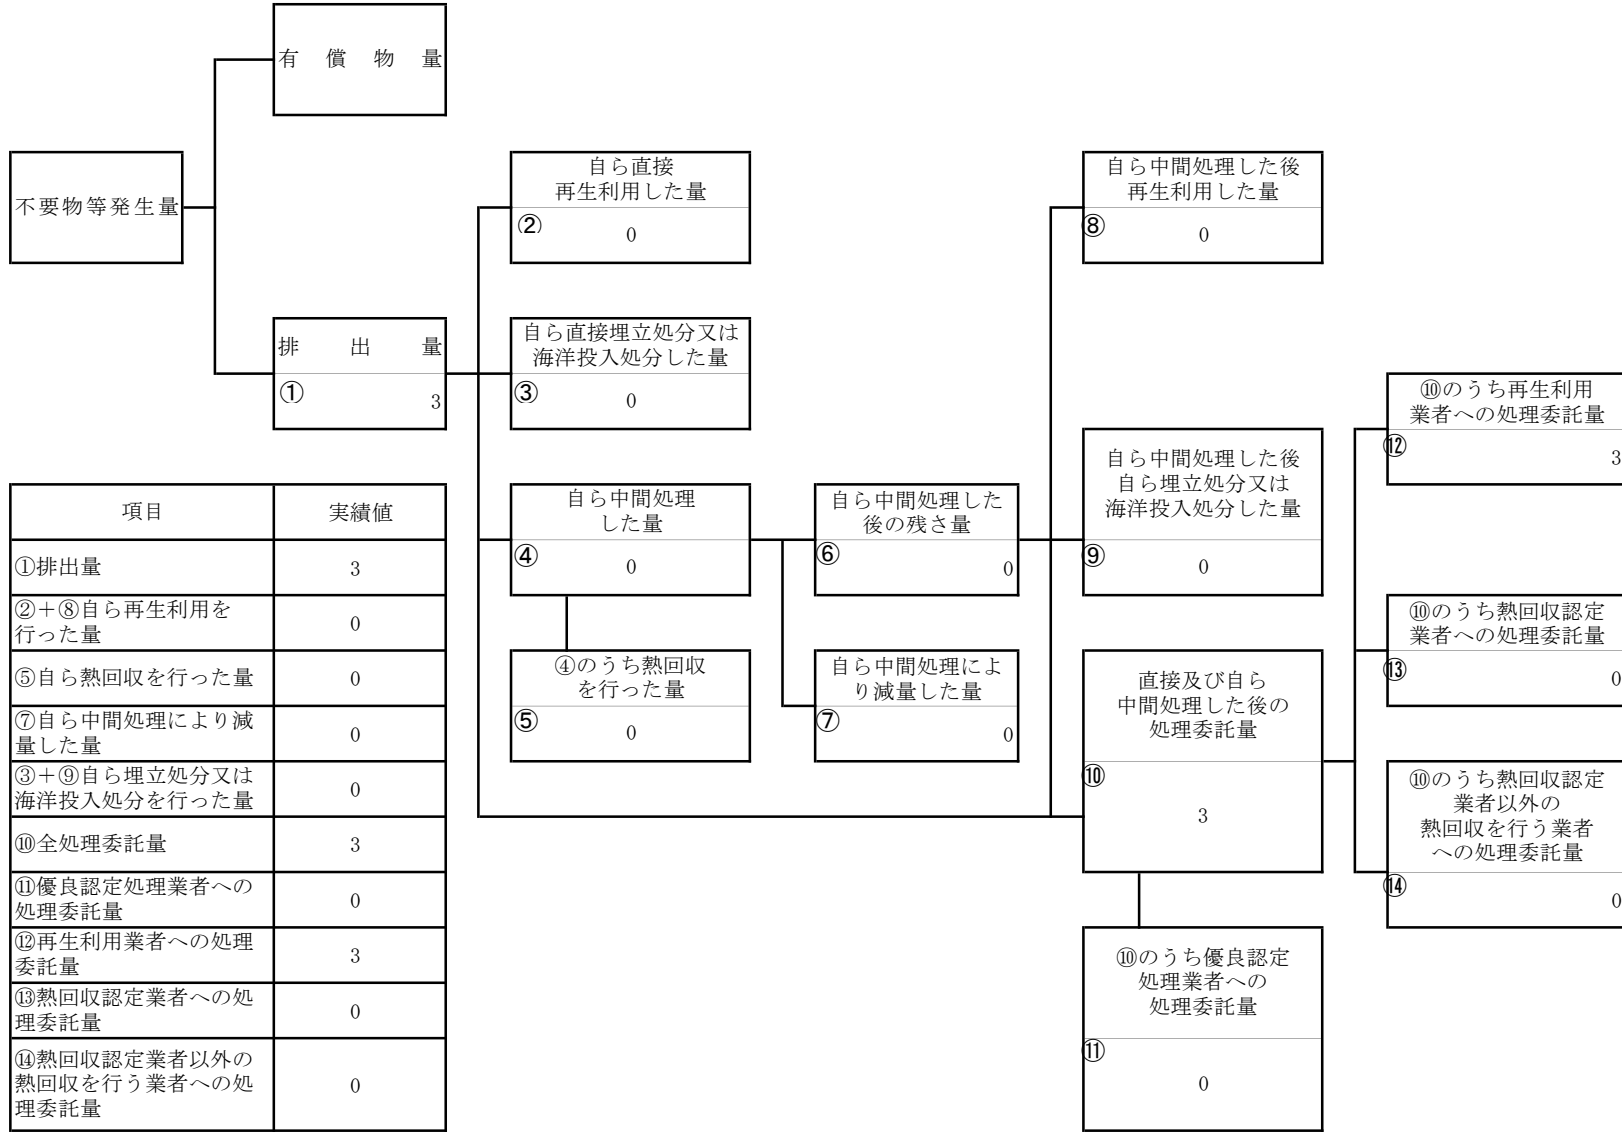 有償物量
不要物等発生量
排出量
①
3
自ら直接
再生利用した量
②
0
自ら直接埋立処分又は
海洋投入処分した量
③
0
自ら中間処理
した量
④
0
④のうち熱回収
を行った量
⑤
0
自ら中間処理した
後の残さ量
⑥
0
自ら中間処理によ
り減量した量
⑦
0
自ら中間処理した後
再生利用した量
⑧
0
自ら中間処理した後
自ら埋立処分又は
海洋投入処分した量
⑨
0
直接及び自ら
中間処理した後の
処理委託量
⑩
3
⑩のうち優良認定
処理業者への
処理委託量
⑪
0
⑩のうち再生利用
業者への処理委託量
⑫
3
⑩のうち熱回収認定
業者への処理委託量
⑬
0
⑩のうち熱回収認定
業者以外の
熱回収を行う業者
への処理委託量
⑭
0
項目 実績値
①排出量 3
②+⑧自ら再生利用を
行った量 0
⑤自ら熱回収を行った量 0
⑦自ら中間処理により減
量した量 0
③+⑨自ら埋立処分又は
海洋投入処分を行った量 0
⑩全処理委託量 3
⑪優良認定処理業者への
処理委託量 0
⑫再生利用業者への処理
委託量 3
⑬熱回収認定業者への処
理委託量 0
⑭熱回収認定業者以外の
熱回収を行う業者への処
理委託量 0